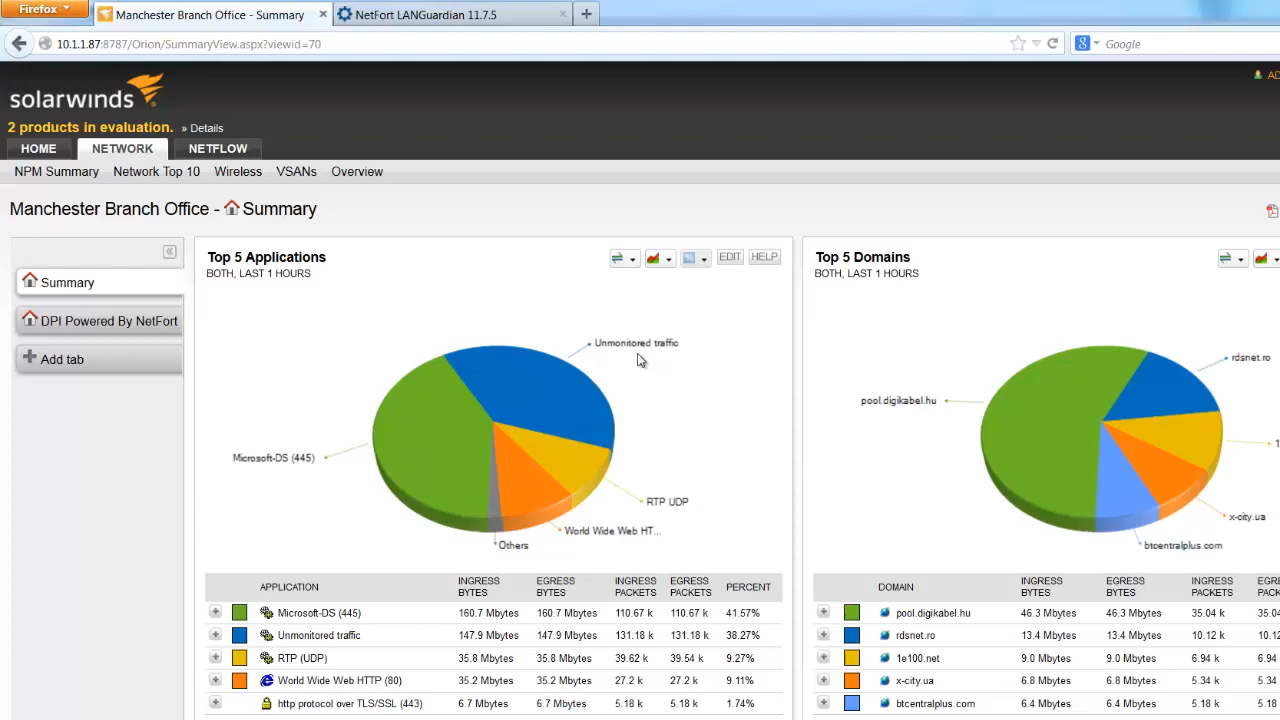 Firefox
Manchester Branch Office - Summary
NetFort LANGuardian 11.7.5
10.1.1.87:8787/Orion/SummaryView.aspx?viewid=70
Google
AD
solarwinds
2 products in evaluation. » Details
HOME
NETWORK
NETFLOW
NPM Summary
Network Top 10
Wireless
VSANs
Overview
Manchester Branch Office - Summary
Summary
DPI Powered By NetFort
Add tab
Top 5 Applications
BOTH, LAST 1 HOURS
EDIT
HELP
Unmonitored traffic
Microsoft-DS (445)
RTP UDP
World Wide Web HT...
Others
APPLICATION INGRESS BYTES EGRESS BYTES INGRESS PACKETS EGRESS PACKETS PERCENT
Microsoft-DS (445) 160.7 Mbytes 160.7 Mbytes 110.67 k 110.67 k 41.57%
Unmonitored traffic 147.9 Mbytes 147.9 Mbytes 131.18 k 131.18 k 38.27%
RTP (UDP) 35.8 Mbytes 35.8 Mbytes 39.62 k 39.54 k 9.27%
World Wide Web HTTP (80) 35.2 Mbytes 35.2 Mbytes 27.2 k 27.2 k 9.11%
http protocol over TLS/SSL (443) 6.7 Mbytes 6.7 Mbytes 5.18 k 5.18 k 1.74%
Top 5 Domains
BOTH, LAST 1 HOURS
rdsnet.ro
pool.digikabel.hu
x-city.ua
btcentralplus.com
DOMAIN INGRESS BYTES EGRESS BYTES INGRESS PACKETS EGRESS
pool.digikabel.hu 46.3 Mbytes 46.3 Mbytes 35.04 k 35.04
rdsnet.ro 13.4 Mbytes 13.4 Mbytes 10.12 k 10.12
1e100.net 9.0 Mbytes 9.0 Mbytes 6.94 k 6.94 k
x-city.ua 6.8 Mbytes 6.8 Mbytes 5.34 k 5.34 k
btcentralplus.com 6.4 Mbytes 6.4 Mbytes 5.18 k 5.18 k